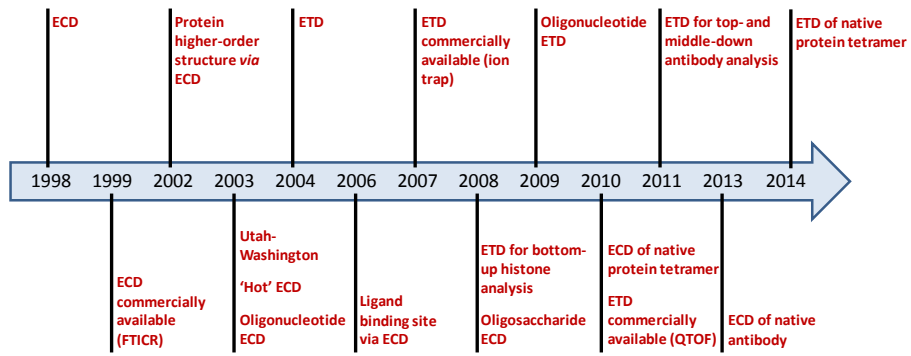 ECD
Protein
higher-order
structure via
ECD
ETD
ETD
commercially
available (ion
trap)
Oligonucleotide
ETD
ETD for top- and
middle-down
antibody analysis
ETD of native
protein tetramer
1998 1999 2002 2003 2004 2006 2007 2008 2009 2010 2011 2013 2014
ECD
commercially
available
(FTICR)
Utah-
Washington
‘Hot’ ECD
Oligonucleotide
ECD
Ligand
binding site
via ECD
ETD for bottom-
up histone
analysis
Oligosaccharide
ECD
ECD of native
protein tetramer
ETD
commercially
available (QTOF)
ECD of native
antibody